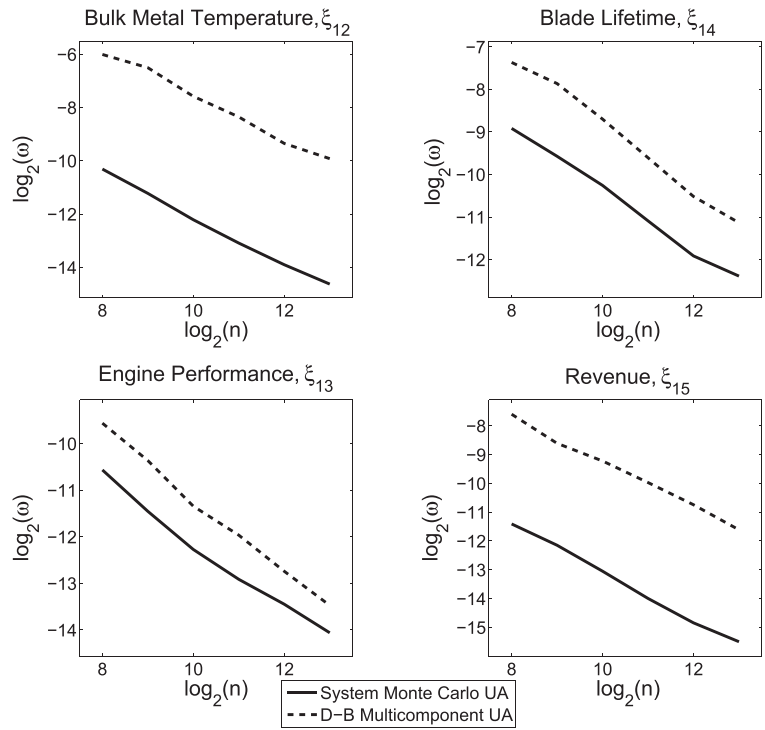 Bulk Metal Temperature, ξ12
−6
−8
−10
−12
−14
log2(ω)
8
10
12
log2(n)
Blade Lifetime, ξ14
−7
−8
−9
−10
−11
−12
log2(ω)
8
10
12
log2(n)
Engine Performance, ξ13
−10
−11
−12
−13
−14
log2(ω)
8
10
12
log2(n)
Revenue, ξ15
−8
−9
−10
−11
−12
−13
−14
−15
log2(ω)
8
10
12
log2(n)
System Monte Carlo UA
D−B Multicomponent UA